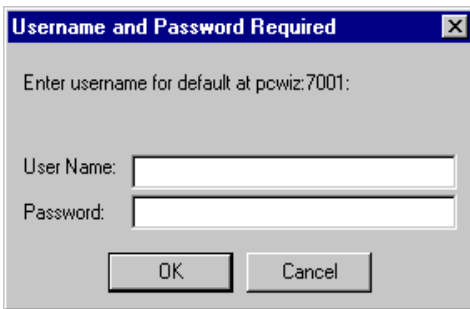 Username and Password Required
Enter username for default at pcwiz:7001:
User Name:
Password:
OK Cancel